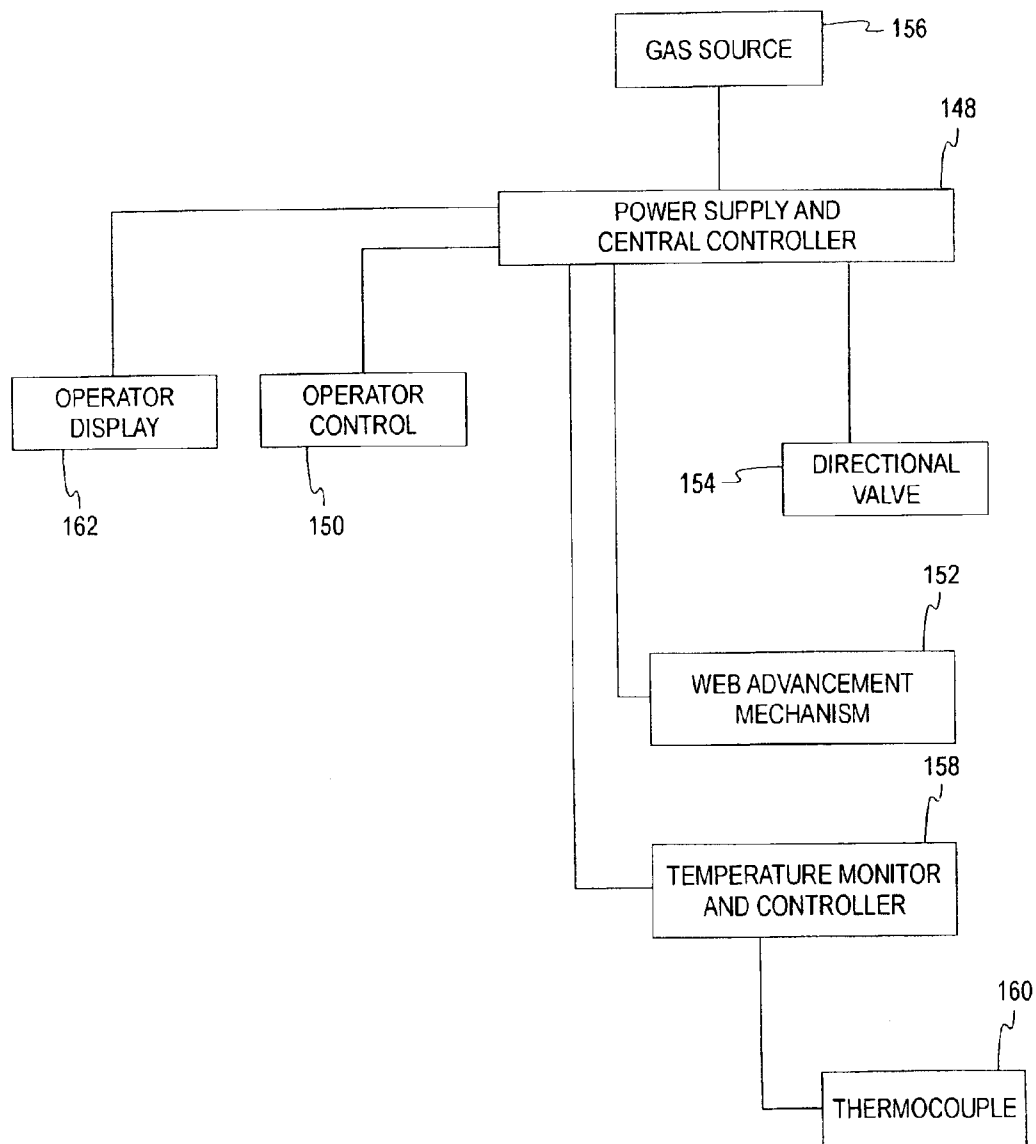 GAS SOURCE
156
148
POWER SUPPLY AND
CENTRAL CONTROLLER
OPERATOR
DISPLAY
162
OPERATOR
CONTROL
150
154
DIRECTIONAL
VALVE
152
WEB ADVANCEMENT
MECHANISM
158
TEMPERATURE MONITOR
AND CONTROLLER
160
THERMOCOUPLE